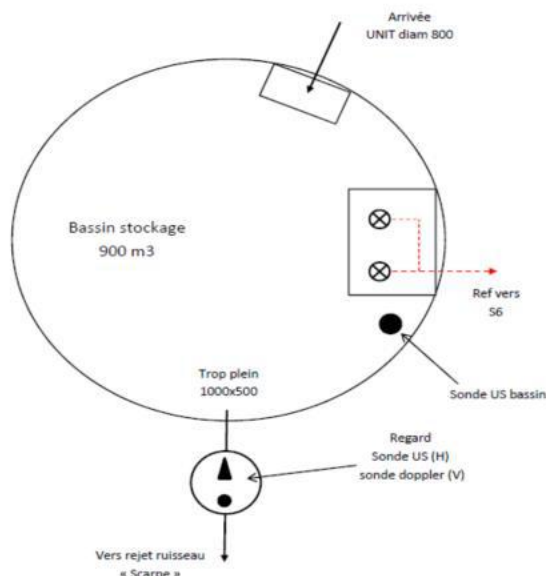 Arrivée
UNIT diam 800
Bassin stockage
900 m3
Ref vers
S6
Trop plein
1000x500
Sonde US bassin
Regard
Sonde US (H)
sonde doppler (V)
Vers rejet ruisseau
« Scarpe »